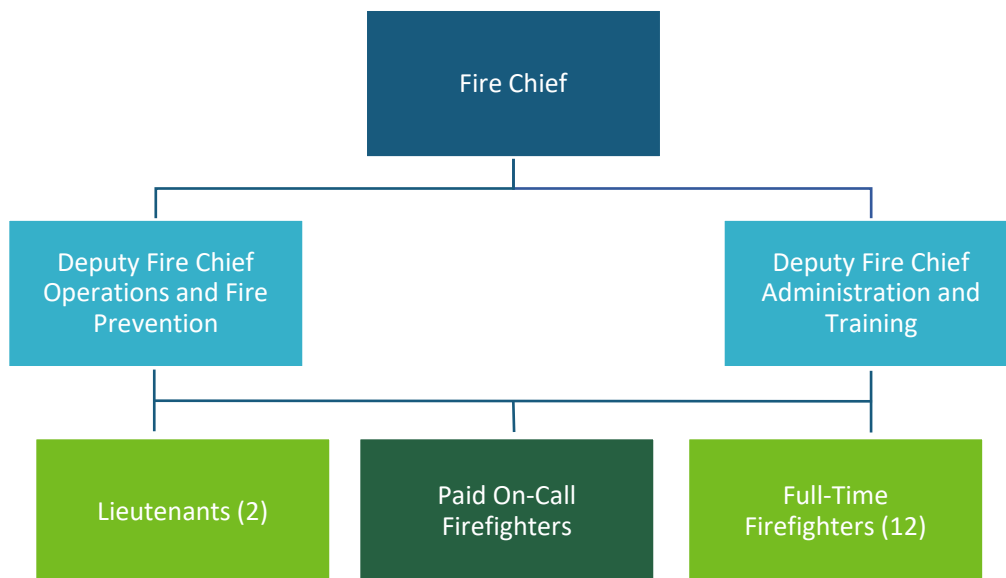 Fire Chief
Deputy Fire Chief
Operations and Fire
Prevention
Deputy Fire Chief
Administration and
Training
Lieutenants (2)
Paid On-Call
Firefighters
Full-Time
Firefighters (12)